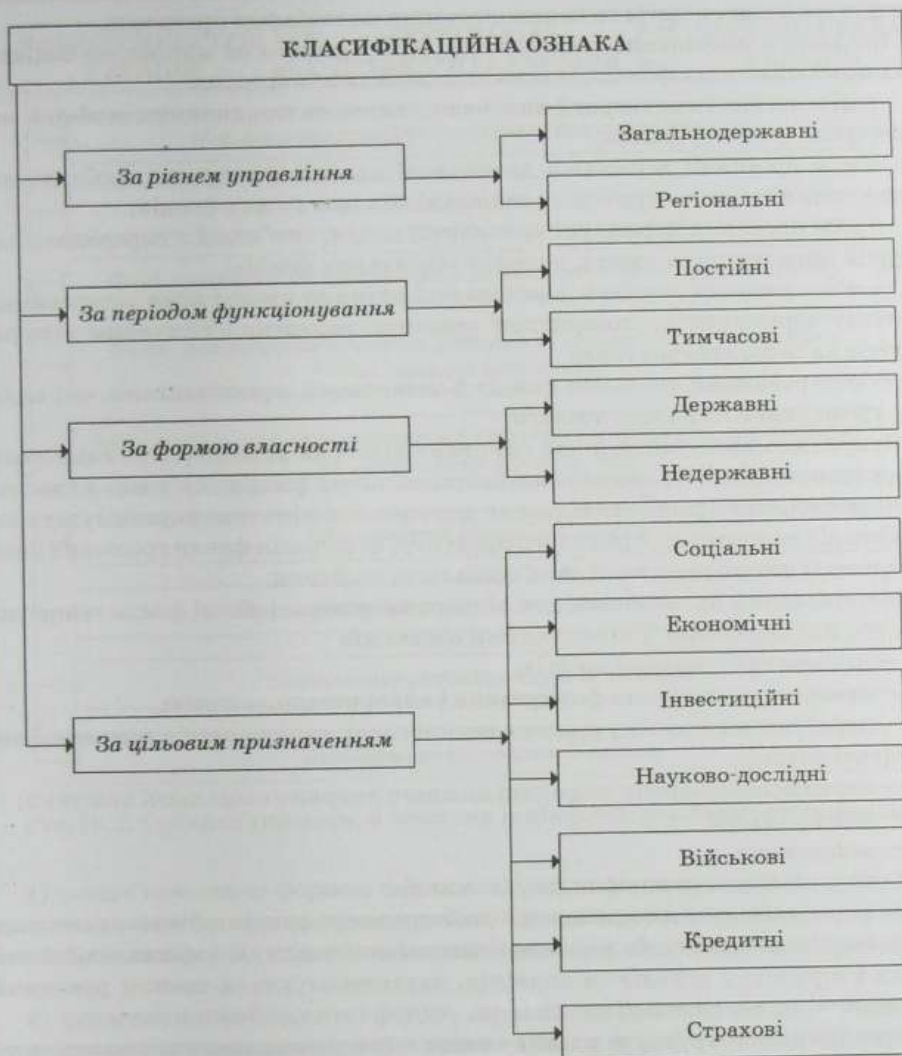 КЛАСИФІКАЦІЙНА ОЗНАКА
За рівнем управління
Загальнодержавні
Регіональні
За періодом функціонування
Постійні
Тимчасові
За формою власності
Державні
Недержавні
За цільовим призначенням
Соціальні
Економічні
Інвестиційні
Науково-дослідні
Військові
Кредитні
Страхові